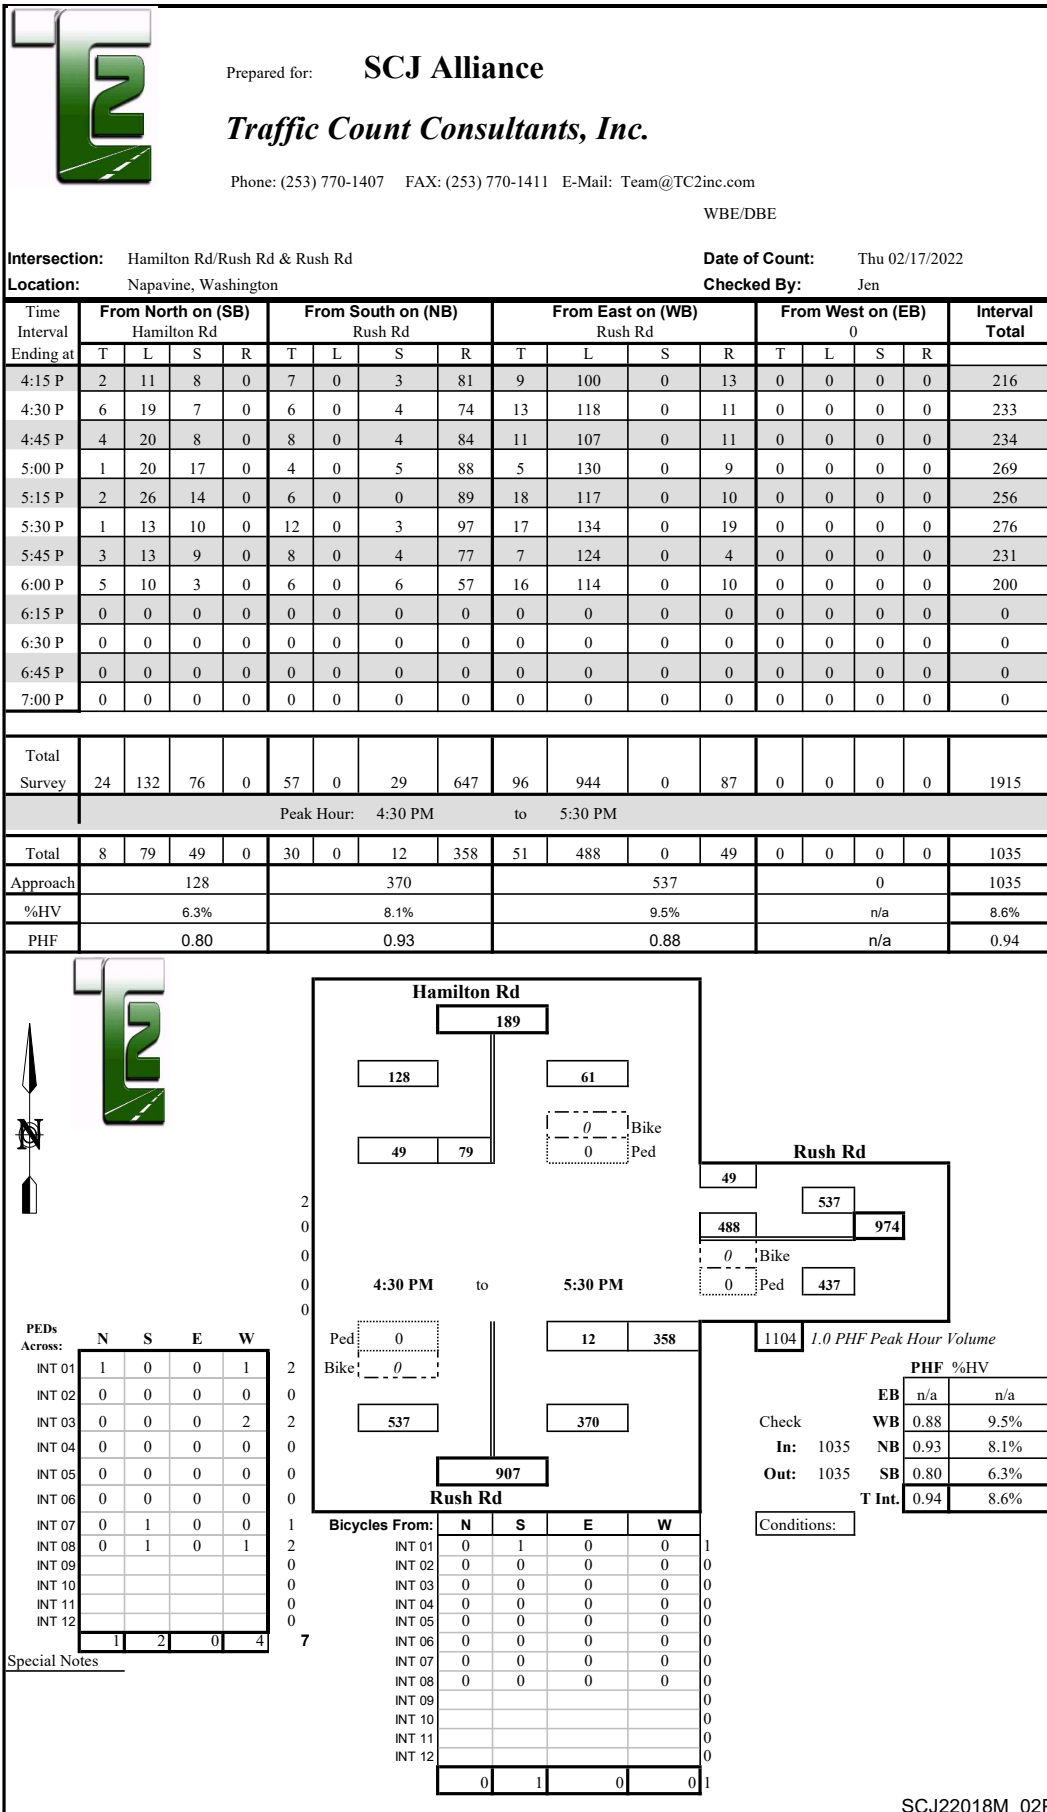 T2
Prepared for: SCJ Alliance
Traffic Count Consultants, Inc.
Phone: (253) 770-1407 FAX: (253) 770-1411 E-Mail: Team@TC2inc.com
WBE/DBE
Intersection: Hamilton Rd/Rush Rd & Rush Rd Date of Count: Thu 02/17/2022
Location: Napavine, Washington Checked By: Jen
Time From North on (SB) From South on (NB) From East on (WB) From West on (EB) Interval
Interval Hamilton Rd Rush Rd Rush Rd 0 Total
Ending at T L S R T L S R T L S R T L S R
4:15 P 2 11 8 0 7 0 3 81 9 100 0 13 0 0 0 0 216
4:30 P 6 19 7 0 6 0 4 74 13 118 0 11 0 0 0 0 233
4:45 P 4 20 8 0 8 0 4 84 11 107 0 11 0 0 0 0 234
5:00 P 1 20 17 0 4 0 5 88 5 130 0 9 0 0 0 0 269
5:15 P 2 26 14 0 6 0 0 89 18 117 0 10 0 0 0 0 256
5:30 P 1 13 10 0 12 0 3 97 17 134 0 19 0 0 0 0 276
5:45 P 3 13 9 0 8 0 4 77 7 124 0 4 0 0 0 0 231
6:00 P 5 10 3 0 6 0 6 57 16 114 0 10 0 0 0 0 200
6:15 P 0 0 0 0 0 0 0 0 0 0 0 0 0 0 0 0 0
6:30 P 0 0 0 0 0 0 0 0 0 0 0 0 0 0 0 0 0
6:45 P 0 0 0 0 0 0 0 0 0 0 0 0 0 0 0 0 0
7:00 P 0 0 0 0 0 0 0 0 0 0 0 0 0 0 0 0 0
Total
Survey 24 132 76 0 57 0 29 647 96 944 0 87 0 0 0 0 1915
Peak Hour: 4:30 PM to 5:30 PM
Total 8 79 49 0 30 0 12 358 51 488 0 49 0 0 0 0 1035
Approach 128 370 537 0 1035
%HV 6.3% 8.1% 9.5% n/a 8.6%
PHF 0.80 0.93 0.88 n/a 0.94
T2
Hamilton Rd
189
128 61
0 Bike
49 79 0 Ped
N
Rush Rd
49
2 537
0 488 974
0 0 Bike
0 4:30 PM to 5:30 PM 0 Ped 437
0
Ped 0 12 358 1104 1.0 PHF Peak Hour Volume
Bike 0 PHF %HV
EB n/a n/a
537 370 Check WB 0.88 9.5%
In: 1035 NB 0.93 8.1%
907 Out: 1035 SB 0.80 6.3%
Rush Rd T Int. 0.94 8.6%
Conditions:
PEDs
Across: N S E W
INT 01 1 0 0 1 2
INT 02 0 0 0 0 0
INT 03 0 0 0 2 2
INT 04 0 0 0 0 0
INT 05 0 0 0 0 0
INT 06 0 0 0 0 0
INT 07 0 1 0 0 1
INT 08 0 1 0 1 2
INT 09 0
INT 10 0
INT 11 0
INT 12 0
1 2 0 4 7
Special Notes
Bicycles From: N S E W
INT 01 0 1 0 0 1
INT 02 0 0 0 0 0
INT 03 0 0 0 0 0
INT 04 0 0 0 0 0
INT 05 0 0 0 0 0
INT 06 0 0 0 0 0
INT 07 0 0 0 0 0
INT 08 0 0 0 0 0
INT 09 0
INT 10 0
INT 11 0
INT 12 0
0 1 0 0 1